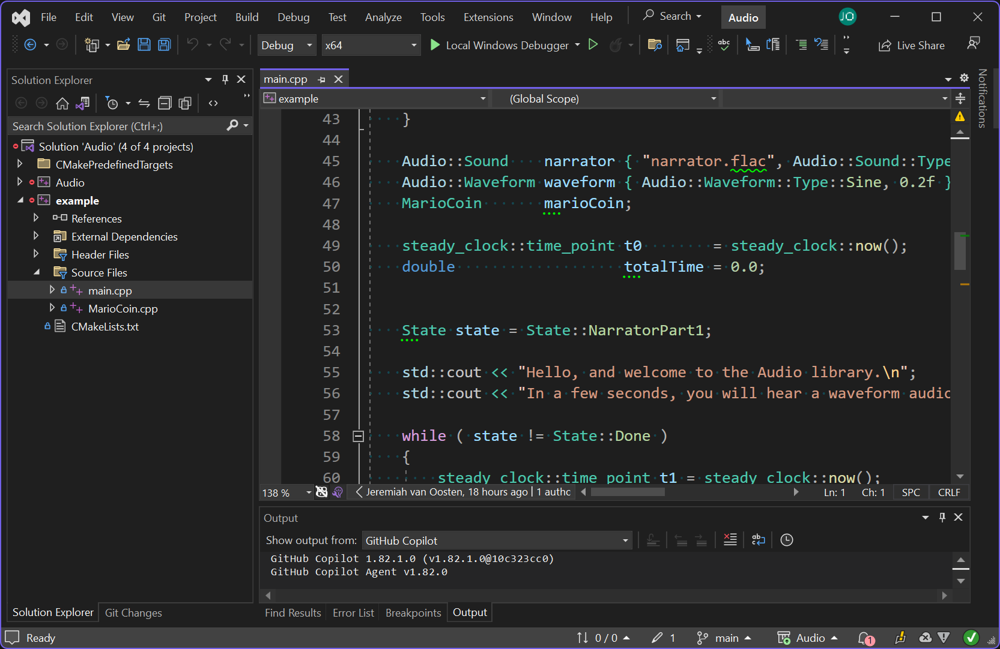 File Edit View Git Project Build Debug Test Analyze Tools Extensions Window Help Search Audio JO
Debug x64 Local Windows Debugger abc Live Share
Solution Explorer
Search Solution Explorer (Ctrl+;)
Solution 'Audio' (4 of 4 projects)
CMakePredefinedTargets
Audio
example
References
External Dependencies
Header Files
Source Files
main.cpp
MarioCoin.cpp
CMakeLists.txt
Solution Explorer Git Changes
main.cpp
example (Global Scope)
43 }
44
45 Audio::Sound narrator { "narrator.flac", Audio::Sound::Type
46 Audio::Waveform waveform { Audio::Waveform::Type::Sine, 0.2f }
47 MarioCoin marioCoin;
48
49 steady_clock::time_point t0 = steady_clock::now();
50 double totalTime = 0.0;
51
52
53 State state = State::NarratorPart1;
54
55 std::cout << "Hello, and welcome to the Audio library.\n";
56 std::cout << "In a few seconds, you will hear a waveform audio
57
58 while ( state != State::Done )
59 {
60 steady_clock::time_point t1 = steady_clock::now();
138 % Jeremiah van Oosten, 18 hours ago | 1 autho Ln: 1 Ch: 1 SPC CRLF
Output
Show output from: GitHub Copilot
GitHub Copilot 1.82.1.0 (v1.82.1.0@10c323cc0)
GitHub Copilot Agent v1.82.0
Find Results Error List Breakpoints Output
Notifications
Ready 0 / 0 1 main Audio 1